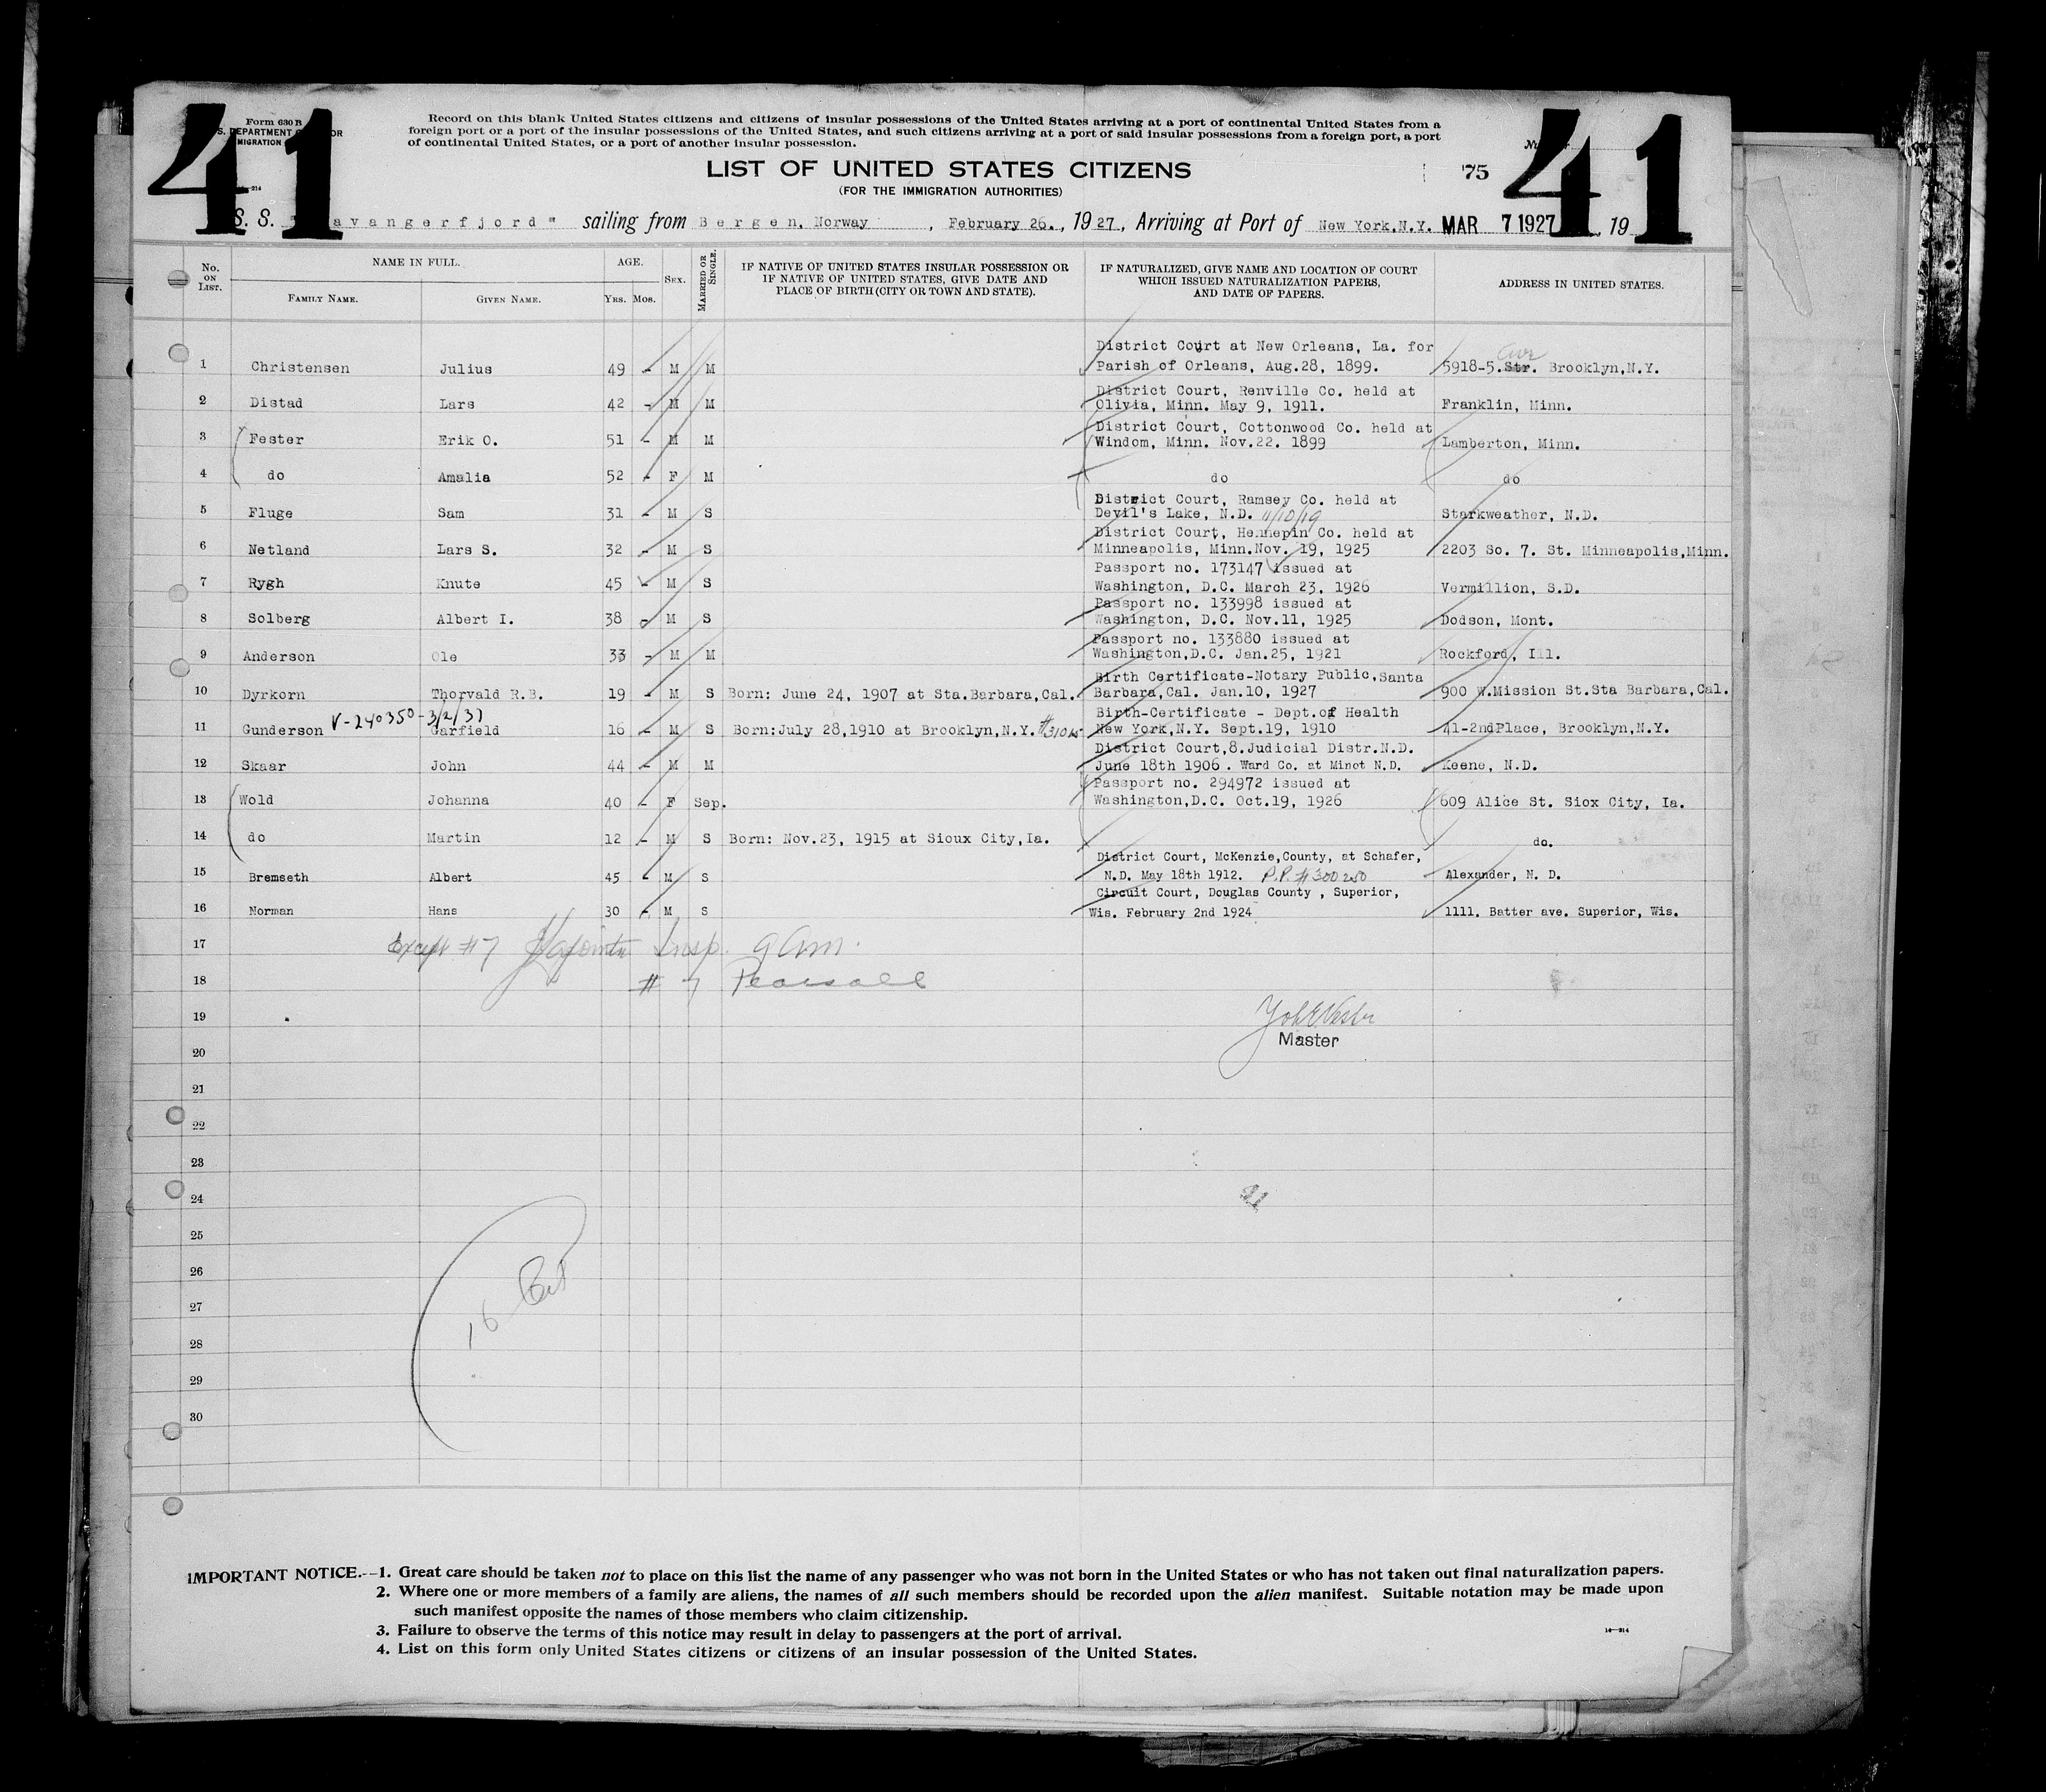 41
41
Form 630 B
Record on this blank United States citizens and citizens of insular possessions of the United States arriving at a port of continental United States from a
foreign port or a port of the insular possessions of the United States, and such citizens arriving at a port of said insular possessions from a foreign port, a port
of continental United States, or a port of another insular possession.
LIST OF UNITED STATES CITIZENS
(FOR THE IMMIGRATION AUTHORITIES)
75
S. S. avangerfjord" sailing from Bergen, Norway, February 26., 1927, Arriving at Port of New York.N.Y. MAR 7 1927, 19
No. ON LIST.
NAME IN FULL.
FAMILY NAME.
GIVEN NAME.
AGE.
YRS. MOS.
SEX.
MARRIED OR SINGLE.
IF NATIVE OF UNITED STATES INSULAR POSSESSION OR
IF NATIVE OF UNITED STATES, GIVE DATE AND
PLACE OF BIRTH (CITY OR TOWN AND STATE).
IF NATURALIZED, GIVE NAME AND LOCATION OF COURT
WHICH ISSUED NATURALIZATION PAPERS,
AND DATE OF PAPERS.
ADDRESS IN UNITED STATES.
District Court at New Orleans, La. for
1 Christensen Julius 49 - M M Parish of Orleans, Aug.28, 1899. 5918-5.Str. Ave Brooklyn,N.Y.
District Court, Renville Co. held at
2 Distad Lars 42 - M M Olivia, Minn. May 9, 1911. Franklin, Minn.
District Court, Cottonwood Co. held at
3 Fester Erik O. 51 - M M Windom, Minn. Nov.22. 1899 Lamberton, Minn.
4 do Amalia 52 - F M do do
District Court, Ramsey Co. held at
5 Fluge Sam 31 - M S Devil's Lake, N.D. 11/10/19 Starkweather, N.D.
District Court, Hennepin Co. held at
6 Netland Lars S. 32 - M S Minneapolis, Minn.Nov. 19, 1925 2203 So. 7. St. Minneapolis,Minn.
Passport no. 173147 issued at
7 Rygh Knute 45 - M S Washington, D.C. March 23, 1926 Vermillion, S.D.
Passport no. 133998 issued at
8 Solberg Albert I. 38 - M S Washington, D.C. Nov.11, 1925 Dodson, Mont.
Passport no. 133880 issued at
9 Anderson Ole 33 - M M Washington,D.C. Jan.25, 1921 Rockford, Ill.
Birth Certificate-Notary Public,Santa
10 Dyrkorn Thorvald R.B. 19 - M S Born: June 24, 1907 at Sta.Barbara,Cal. Barbara,Cal. Jan.10, 1927 900 W.Mission St.Sta Barbara,Cal.
V-240350-3/2/37
Birth-Certificate - Dept.of Health
11 Gunderson Garfield 16 - M S Born:July 28,1910 at Brooklyn,N.Y. New York,N.Y. Sept.19, 1910 41-2ndPlace, Brooklyn,N.Y.
District Court,8.Judicial Distr.N.D.
12 Skaar John 44 - M M June 18th 1906. Ward Co. at Minot N.D. Keene, N.D.
Passport no. 294972 issued at
13 Wold Johanna 40 - F Sep. Washington,D.C. Oct.19, 1926 609 Alice St. Siox City, Ia.
14 do Martin 12 - M S Born: Nov.23, 1915 at Sioux City,Ia. do.
District Court, McKenzie,County, at Schafer,
15 Bremseth Albert 45 - M S N.D. May 18th 1912. P.P. #300250 Alexander, N. D.
Circuit Court, Douglas County , Superior,
16 Norman Hans 30 - M S Wis. February 2nd 1924 1111. Batter ave. Superior, Wis.
17 Except #7 Insp.
18 # 7 Pearsall
19
Master
20
21
22
23
24
25
26
27
28
29
30
16
IMPORTANT NOTICE.--1. Great care should be taken not to place on this list the name of any passenger who was not born in the United States or who has not taken out final naturalization papers.
2. Where one or more members of a family are aliens, the names of all such members should be recorded upon the alien manifest. Suitable notation may be made upon
such manifest opposite the names of those members who claim citizenship.
3. Failure to observe the terms of this notice may result in delay to passengers at the port of arrival.
4. List on this form only United States citizens or citizens of an insular possession of the United States.